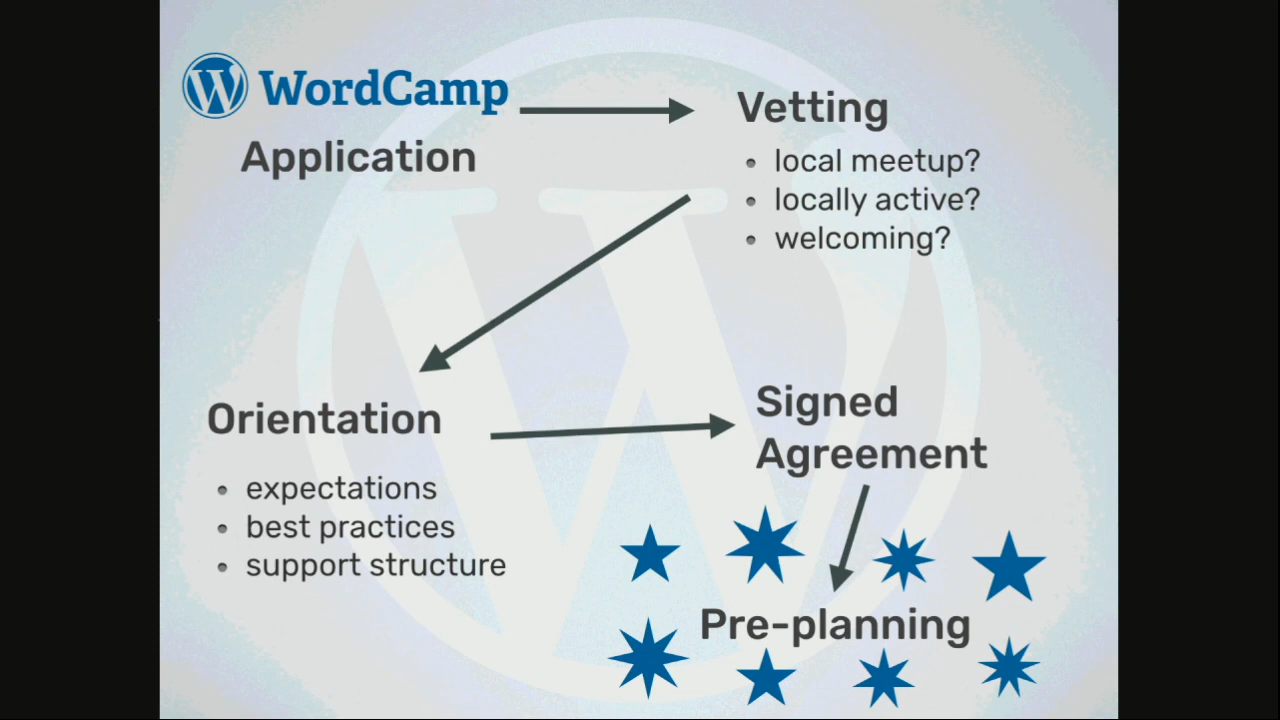 WordCamp
Application
Vetting
• local meetup?
• locally active?
• welcoming?
Orientation
• expectations
• best practices
• support structure
Signed
Agreement
Pre-planning